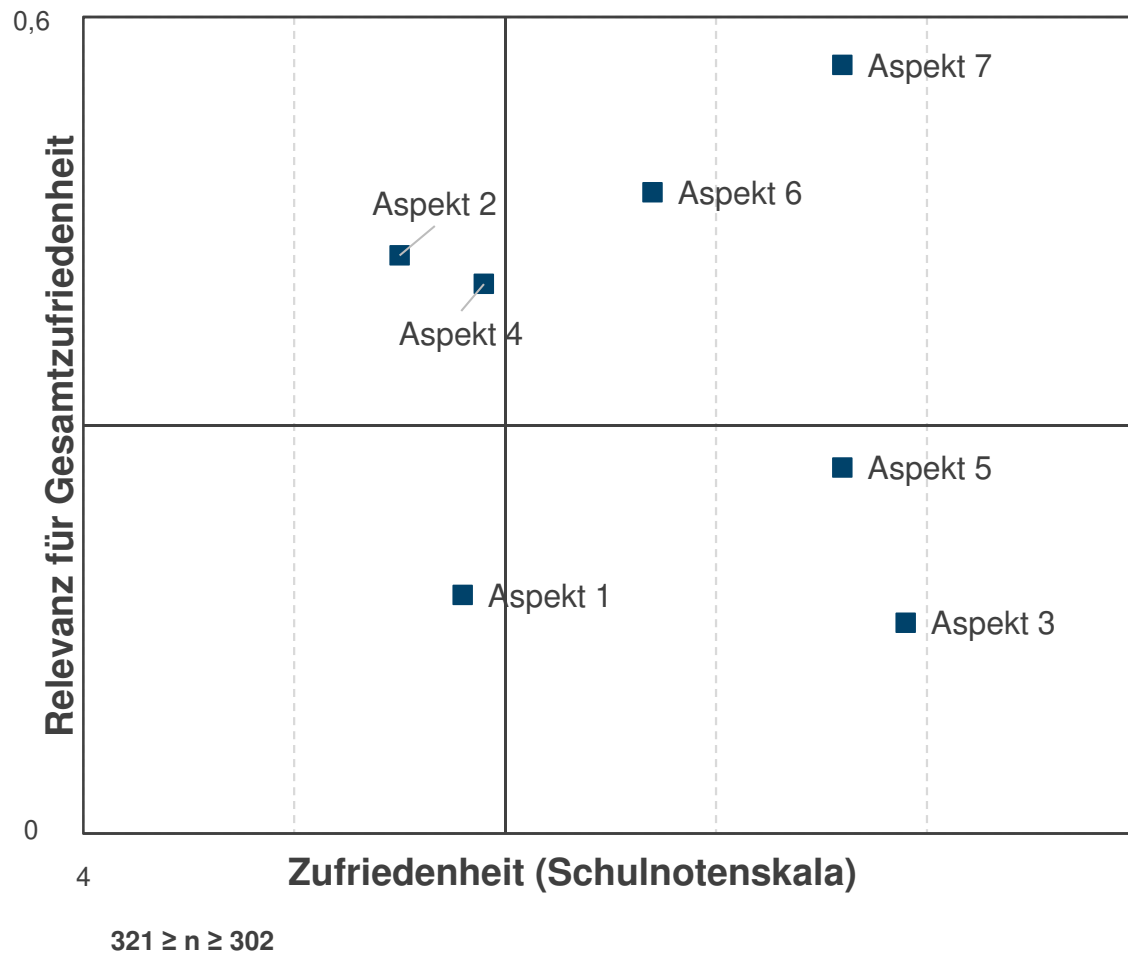 0,6
Aspekt 7
Aspekt 6
Aspekt 2
Aspekt 4
Relevanz für Gesamtzufriedenheit
Aspekt 5
Aspekt 1
Aspekt 3
0
4
Zufriedenheit (Schulnotenskala)
321 ≥ n ≥ 302